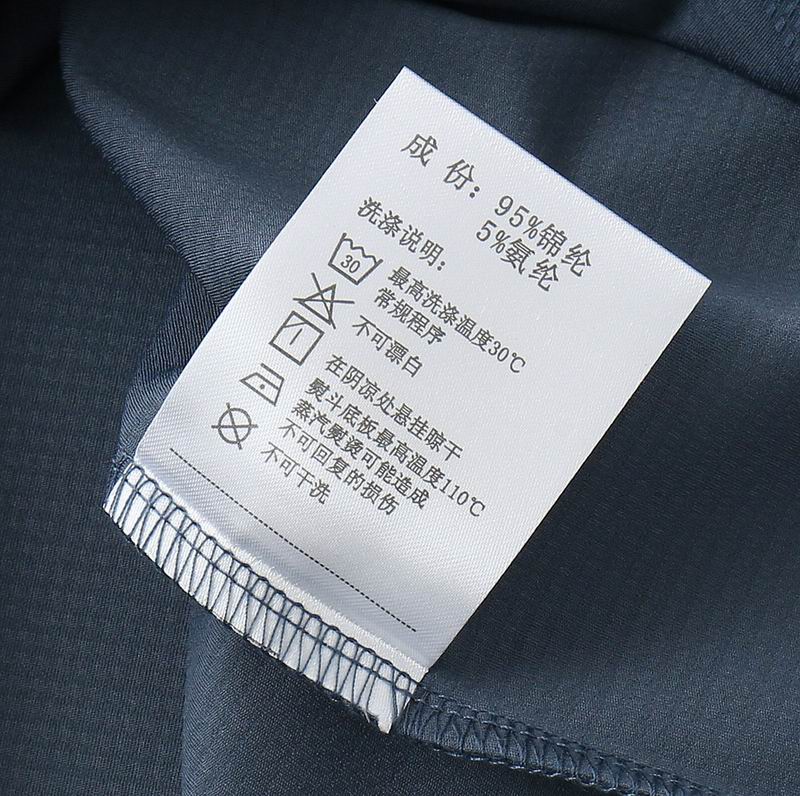 成 份: 95%锦纶
5%氨纶
洗涤说明:
30
最高洗涤温度30℃
常规程序
不可漂白
在阴凉处悬挂晾干
熨斗底板最高温度110℃
蒸汽熨烫可能造成
不可回复的损伤
不可干洗